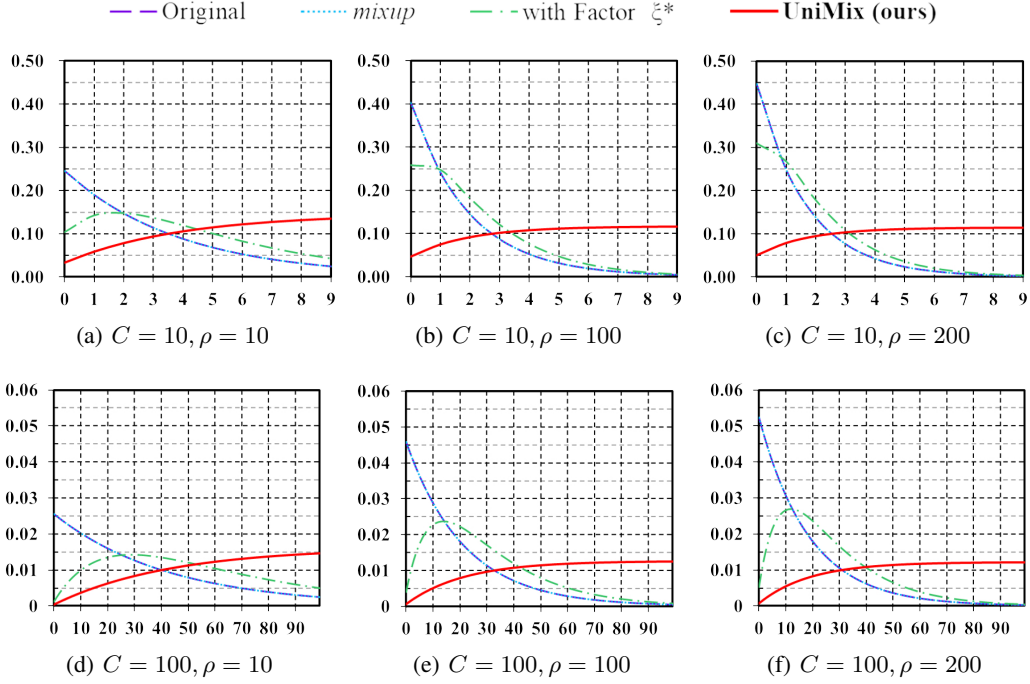 Original mixup with Factor ξ* UniMix (ours)
0.50 0.50 0.50
0.40 0.40 0.40
0.30 0.30 0.30
0.20 0.20 0.20
0.10 0.10 0.10
0.00 0.00 0.00
0 1 2 3 4 5 6 7 8 9 0 1 2 3 4 5 6 7 8 9 0 1 2 3 4 5 6 7 8 9
(a) C = 10, ρ = 10 (b) C = 10, ρ = 100 (c) C = 10, ρ = 200
0.06 0.06 0.06
0.05 0.05 0.05
0.04 0.04 0.04
0.03 0.03 0.03
0.02 0.02 0.02
0.01 0.01 0.01
0 0 0
0 10 20 30 40 50 60 70 80 90 0 10 20 30 40 50 60 70 80 90 0 10 20 30 40 50 60 70 80 90
(d) C = 100, ρ = 10 (e) C = 100, ρ = 100 (f) C = 100, ρ = 200